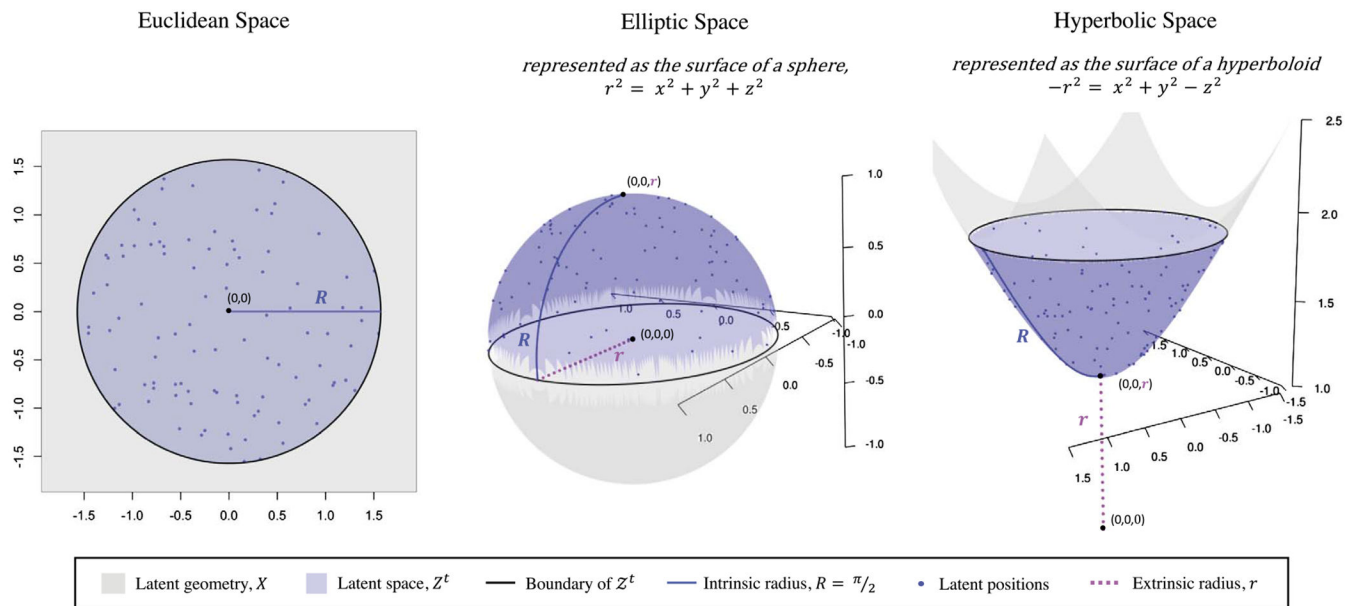 Euclidean Space
Elliptic Space
Hyperbolic Space
represented as the surface of a sphere,
r² = x² + y² + z²
represented as the surface of a hyperboloid
−r² = x² + y² − z²
1.5
1.0
0.5
0.0
-0.5
-1.0
-1.5
(0,0)
R
-1.5 -1.0 -0.5 0.0 0.5 1.0 1.5
(0,0,r)
R
r
(0,0,0)
1.0 0.5 0.0 -0.5 -1.0
1.0 0.5 0.0 -0.5 -1.0
1.0
0.5
0.0
-0.5
-1.0
R
(0,0,r)
r
(0,0,0)
1.5 1.0 0.5 0.0 -0.5 -1.0 -1.5
1.5 1.0 0.5 0.0 -0.5 -1.0 -1.5
2.5
2.0
1.5
1.0
Latent geometry, X Latent space, Zᵗ Boundary of Zᵗ Intrinsic radius, R = π/2 Latent positions Extrinsic radius, r